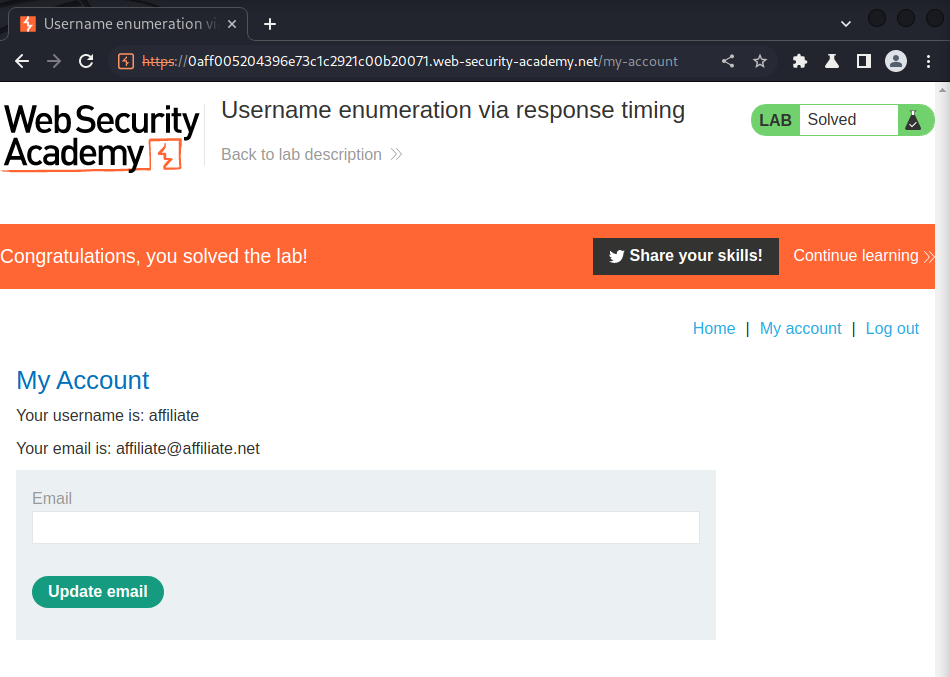 Username enumeration vi
https://0aff005204396e73c1c2921c00b20071.web-security-academy.net/my-account
WebSecurity
Academy
Username enumeration via response timing
Back to lab description
LAB Solved
Congratulations, you solved the lab!
Share your skills!
Continue learning
Home | My account | Log out
My Account
Your username is: affiliate
Your email is: affiliate@affiliate.net
Email
Update email